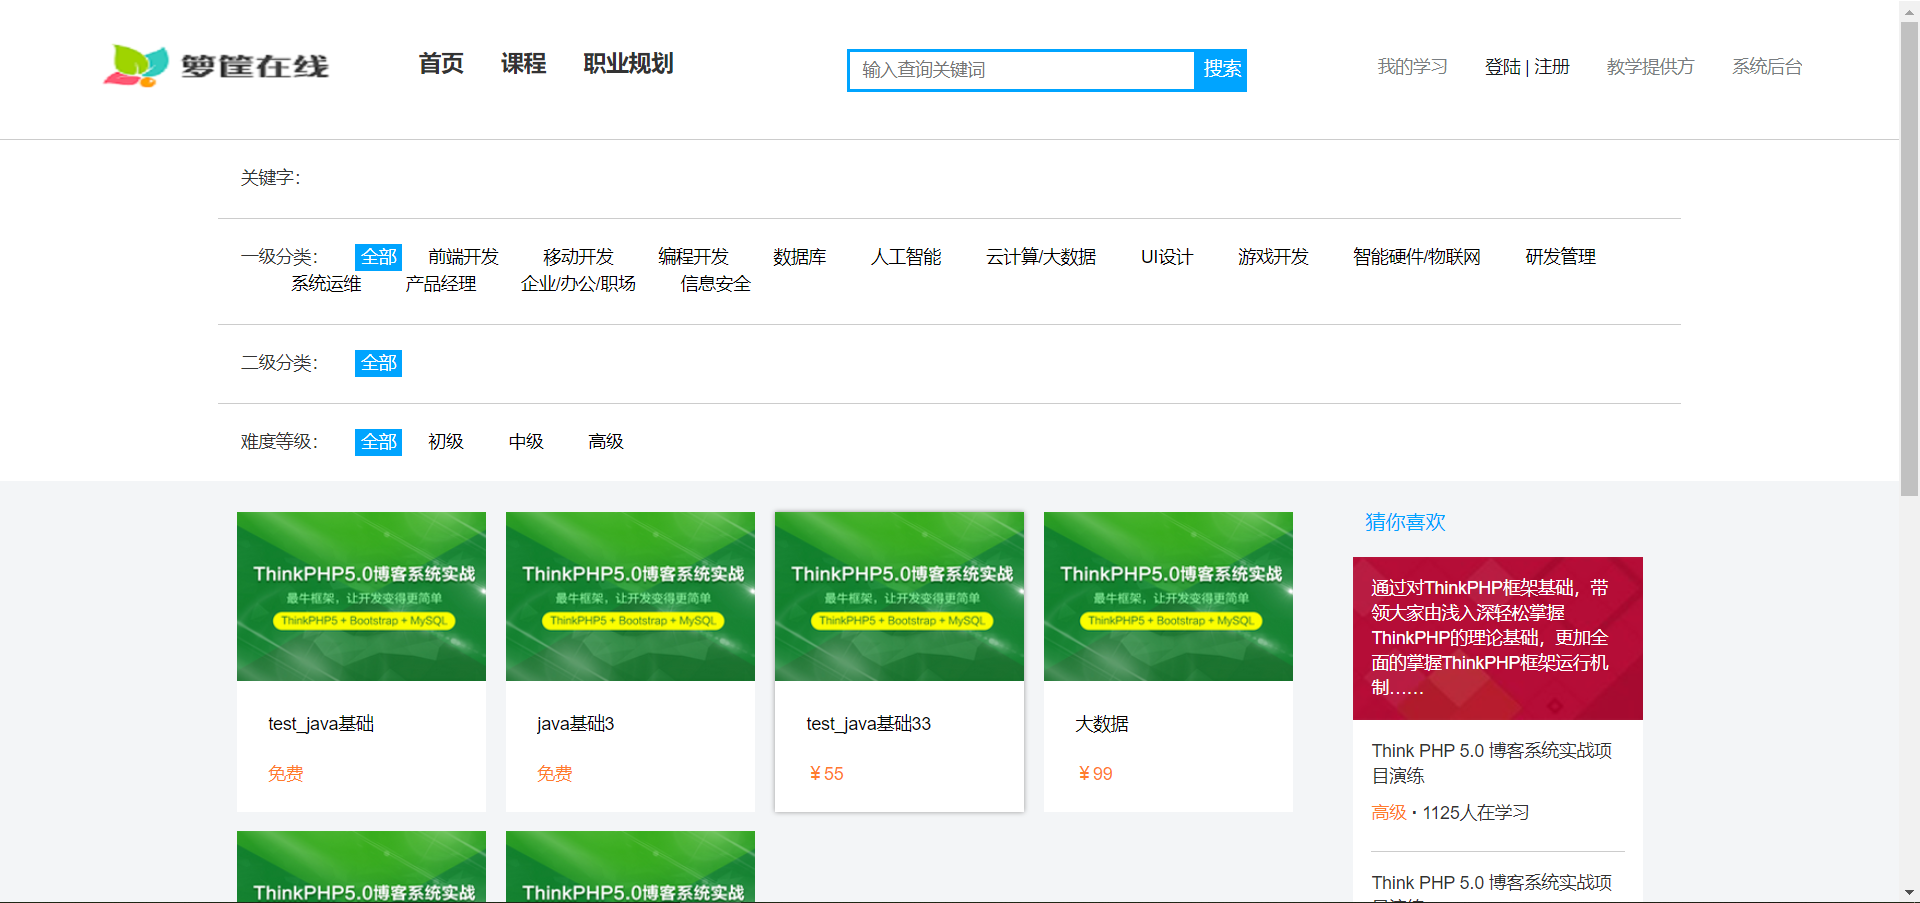 箩筐在线
首页 课程 职业规划
输入查询关键词 搜索
我的学习 登陆 | 注册 教学提供方 系统后台
关键字：
一级分类： 全部 前端开发 移动开发 编程开发 数据库 人工智能 云计算/大数据 UI设计 游戏开发 智能硬件/物联网 研发管理
系统运维 产品经理 企业/办公/职场 信息安全
二级分类： 全部
难度等级： 全部 初级 中级 高级
ThinkPHP5.0博客系统实战
最牛框架，让开发变得更简单
ThinkPHP5 + Bootstrap + MySQL
test_java基础
免费
ThinkPHP5.0博客系统实战
最牛框架，让开发变得更简单
ThinkPHP5 + Bootstrap + MySQL
java基础3
免费
ThinkPHP5.0博客系统实战
最牛框架，让开发变得更简单
ThinkPHP5 + Bootstrap + MySQL
test_java基础33
￥55
ThinkPHP5.0博客系统实战
最牛框架，让开发变得更简单
ThinkPHP5 + Bootstrap + MySQL
大数据
￥99
ThinkPHP5.0博客系统实战
ThinkPHP5.0博客系统实战
猜你喜欢
通过对ThinkPHP框架基础，带
领大家由浅入深轻松掌握
ThinkPHP的理论基础，更加全
面的掌握ThinkPHP框架运行机
制……
Think PHP 5.0 博客系统实战项
目演练
高级 · 1125人在学习
Think PHP 5.0 博客系统实战项